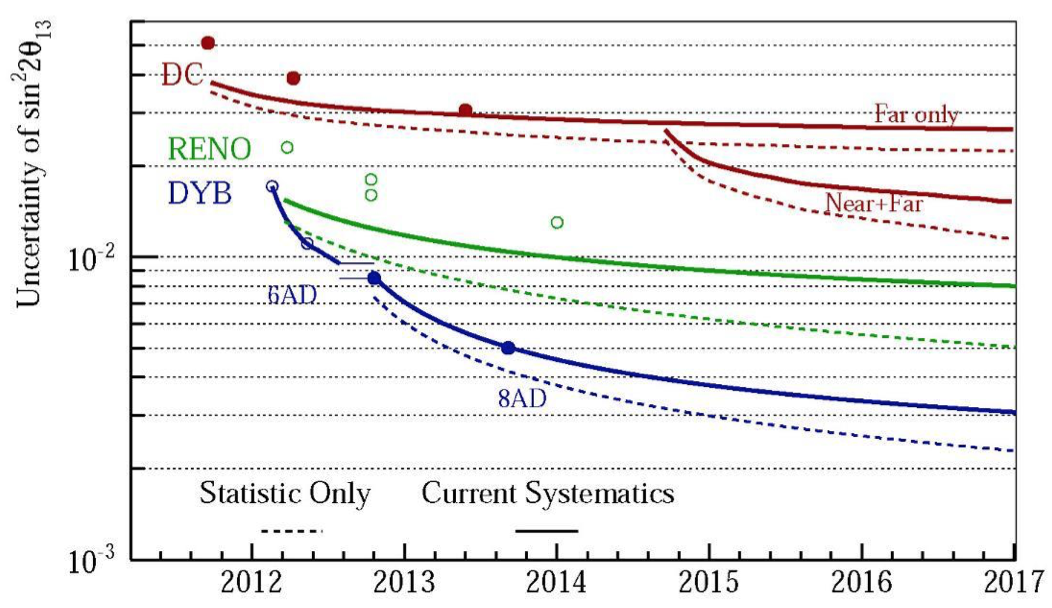 Uncertainty of sin²2θ₁₃
DC
Far only
RENO
DYB
Near+Far
10⁻²
6AD
8AD
Statistic Only
Current Systematics
10⁻³
2012 2013 2014 2015 2016 2017